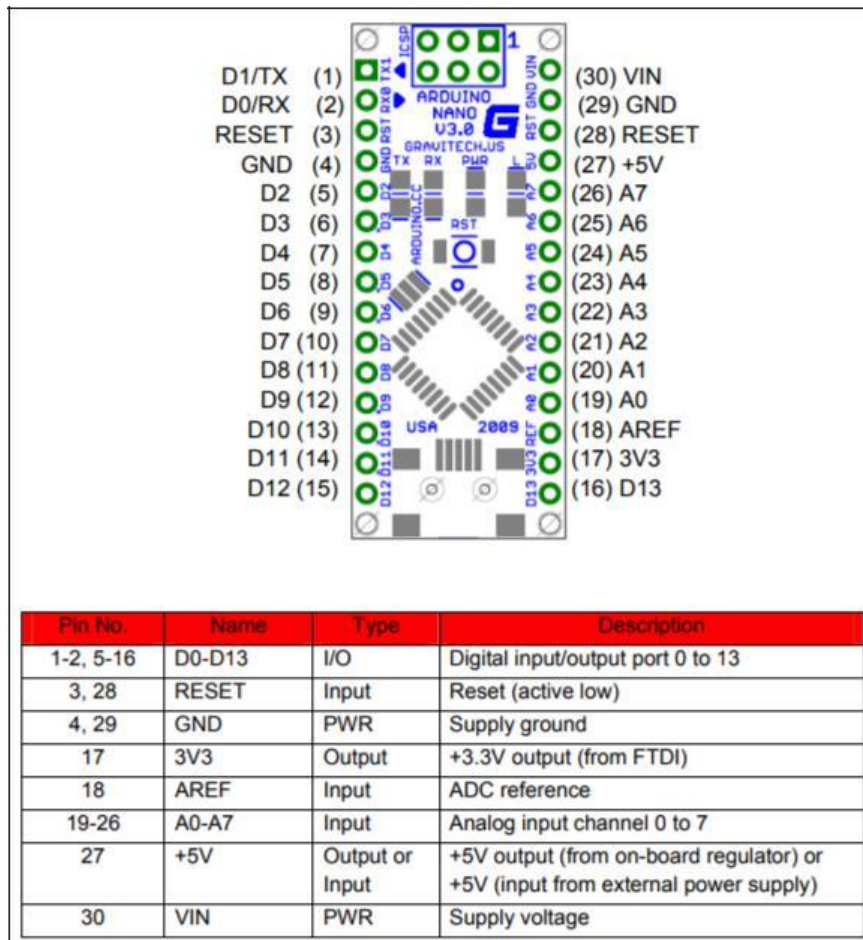 D1/TX (1)
D0/RX (2)
RESET (3)
GND (4)
D2 (5)
D3 (6)
D4 (7)
D5 (8)
D6 (9)
D7 (10)
D8 (11)
D9 (12)
D10 (13)
D11 (14)
D12 (15)
ICSP
1
TX1
RX0
RST
GND
D2
D3
D4
D5
D6
D7
D8
D9
D10
D11
D12
ARDUINO
NANO
V3.0
G
GRAVITECH.US
TX RX PWR L
ARDUINO.CC
RST
USA 2009
VIN
GND
RST
5V
A7
A6
A5
A4
A3
A2
A1
A0
REF
3V3
D13
(30) VIN
(29) GND
(28) RESET
(27) +5V
(26) A7
(25) A6
(24) A5
(23) A4
(22) A3
(21) A2
(20) A1
(19) A0
(18) AREF
(17) 3V3
(16) D13
Pin No. Name Type Description
1-2, 5-16 D0-D13 I/O Digital input/output port 0 to 13
3, 28 RESET Input Reset (active low)
4, 29 GND PWR Supply ground
17 3V3 Output +3.3V output (from FTDI)
18 AREF Input ADC reference
19-26 A0-A7 Input Analog input channel 0 to 7
27 +5V Output or +5V output (from on-board regulator) or
Input +5V (input from external power supply)
30 VIN PWR Supply voltage